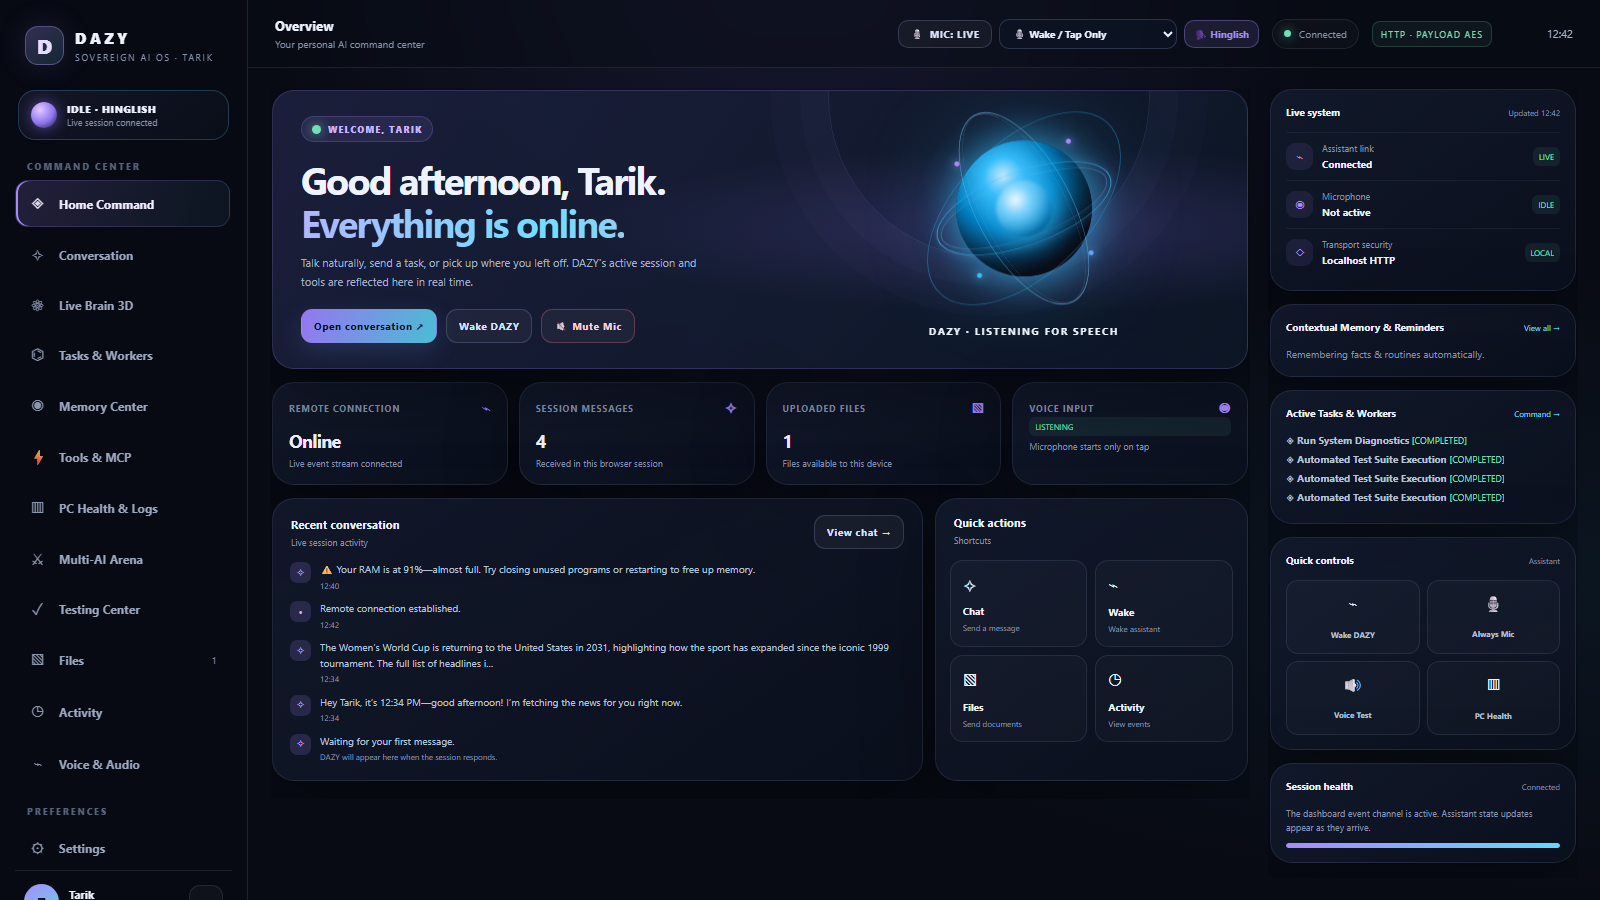 D
DAZY
SOVEREIGN AI OS · TARIK
IDLE · HINGLISH
Live session connected
COMMAND CENTER
Home Command
Conversation
Live Brain 3D
Tasks & Workers
Memory Center
Tools & MCP
PC Health & Logs
Multi-AI Arena
Testing Center
Files
1
Activity
Voice & Audio
PREFERENCES
Settings
Tarik
Overview
Your personal AI command center
MIC: LIVE
Wake / Tap Only
Hinglish
Connected
HTTP · PAYLOAD AES
12:42
WELCOME, TARIK
Good afternoon, Tarik.
Everything is online.
Talk naturally, send a task, or pick up where you left off. DAZY's active session and
tools are reflected here in real time.
Open conversation ↗
Wake DAZY
Mute Mic
DAZY · LISTENING FOR SPEECH
REMOTE CONNECTION
Online
Live event stream connected
SESSION MESSAGES
4
Received in this browser session
UPLOADED FILES
1
Files available to this device
VOICE INPUT
LISTENING
Microphone starts only on tap
Recent conversation
Live session activity
View chat →
⚠ Your RAM is at 91%—almost full. Try closing unused programs or restarting to free up memory.
12:40
Remote connection established.
12:42
The Women's World Cup is returning to the United States in 2031, highlighting how the sport has expanded since the iconic 1999
tournament. The full list of headlines i...
12:34
Hey Tarik, it's 12:34 PM—good afternoon! I'm fetching the news for you right now.
12:34
Waiting for your first message.
DAZY will appear here when the session responds.
Quick actions
Shortcuts
Chat
Send a message
Wake
Wake assistant
Files
Send documents
Activity
View events
Live system
Updated 12:42
Assistant link
Connected
LIVE
Microphone
Not active
IDLE
Transport security
Localhost HTTP
LOCAL
Contextual Memory & Reminders
View all →
Remembering facts & routines automatically.
Active Tasks & Workers
Command →
◈ Run System Diagnostics [COMPLETED]
◈ Automated Test Suite Execution [COMPLETED]
◈ Automated Test Suite Execution [COMPLETED]
◈ Automated Test Suite Execution [COMPLETED]
Quick controls
Assistant
Wake DAZY
Always Mic
Voice Test
PC Health
Session health
Connected
The dashboard event channel is active. Assistant state updates
appear as they arrive.